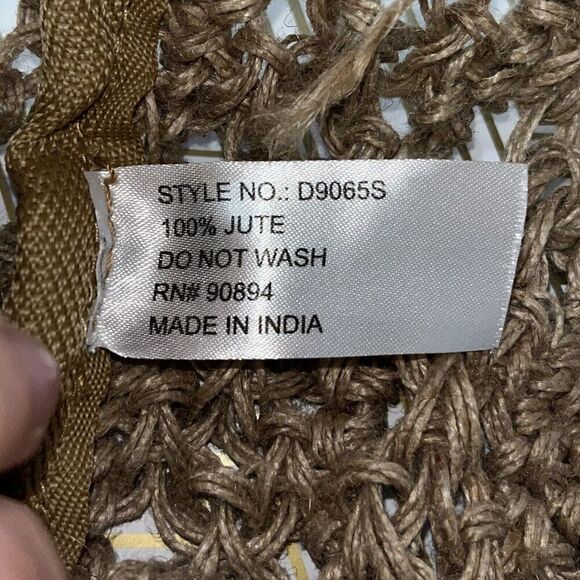 STYLE NO.: D9065S
100% JUTE
DO NOT WASH
RN# 90894
MADE IN INDIA